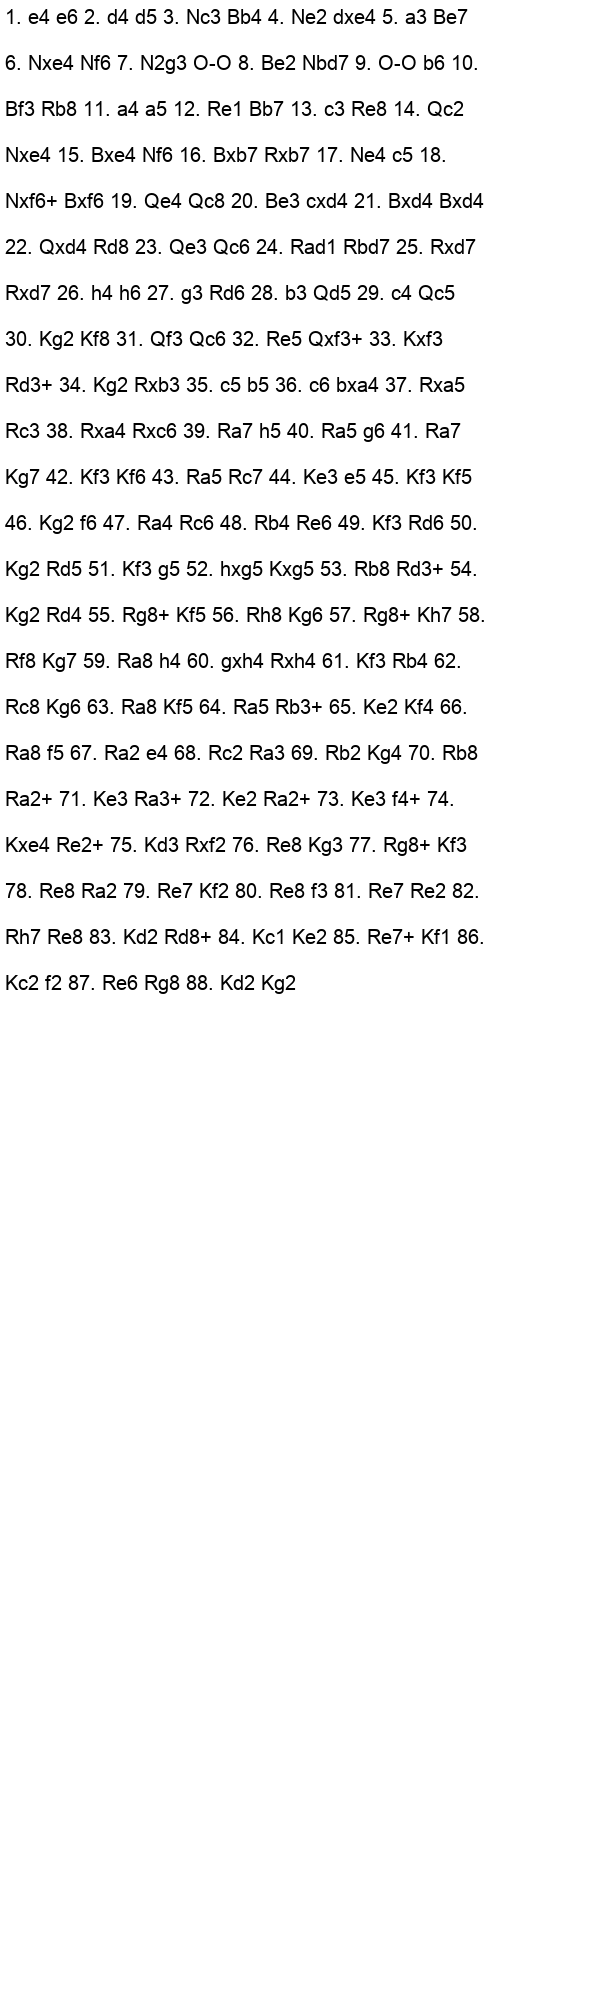 1. e4 e6 2. d4 d5 3. Nc3 Bb4 4. Ne2 dxe4 5. a3 Be7
6. Nxe4 Nf6 7. N2g3 O-O 8. Be2 Nbd7 9. O-O b6 10.
Bf3 Rb8 11. a4 a5 12. Re1 Bb7 13. c3 Re8 14. Qc2
Nxe4 15. Bxe4 Nf6 16. Bxb7 Rxb7 17. Ne4 c5 18.
Nxf6+ Bxf6 19. Qe4 Qc8 20. Be3 cxd4 21. Bxd4 Bxd4
22. Qxd4 Rd8 23. Qe3 Qc6 24. Rad1 Rbd7 25. Rxd7
Rxd7 26. h4 h6 27. g3 Rd6 28. b3 Qd5 29. c4 Qc5
30. Kg2 Kf8 31. Qf3 Qc6 32. Re5 Qxf3+ 33. Kxf3
Rd3+ 34. Kg2 Rxb3 35. c5 b5 36. c6 bxa4 37. Rxa5
Rc3 38. Rxa4 Rxc6 39. Ra7 h5 40. Ra5 g6 41. Ra7
Kg7 42. Kf3 Kf6 43. Ra5 Rc7 44. Ke3 e5 45. Kf3 Kf5
46. Kg2 f6 47. Ra4 Rc6 48. Rb4 Re6 49. Kf3 Rd6 50.
Kg2 Rd5 51. Kf3 g5 52. hxg5 Kxg5 53. Rb8 Rd3+ 54.
Kg2 Rd4 55. Rg8+ Kf5 56. Rh8 Kg6 57. Rg8+ Kh7 58.
Rf8 Kg7 59. Ra8 h4 60. gxh4 Rxh4 61. Kf3 Rb4 62.
Rc8 Kg6 63. Ra8 Kf5 64. Ra5 Rb3+ 65. Ke2 Kf4 66.
Ra8 f5 67. Ra2 e4 68. Rc2 Ra3 69. Rb2 Kg4 70. Rb8
Ra2+ 71. Ke3 Ra3+ 72. Ke2 Ra2+ 73. Ke3 f4+ 74.
Kxe4 Re2+ 75. Kd3 Rxf2 76. Re8 Kg3 77. Rg8+ Kf3
78. Re8 Ra2 79. Re7 Kf2 80. Re8 f3 81. Re7 Re2 82.
Rh7 Re8 83. Kd2 Rd8+ 84. Kc1 Ke2 85. Re7+ Kf1 86.
Kc2 f2 87. Re6 Rg8 88. Kd2 Kg2